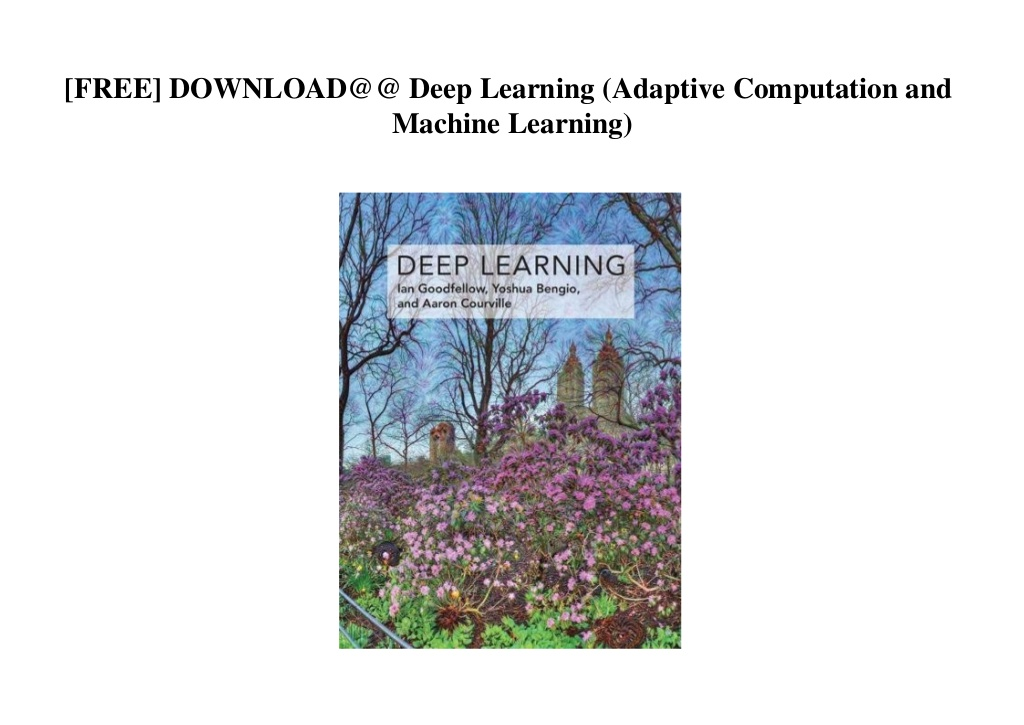 [FREE] DOWNLOAD@@ Deep Learning (Adaptive Computation and
Machine Learning)
DEEP LEARNING
Ian Goodfellow, Yoshua Bengio,
and Aaron Courville